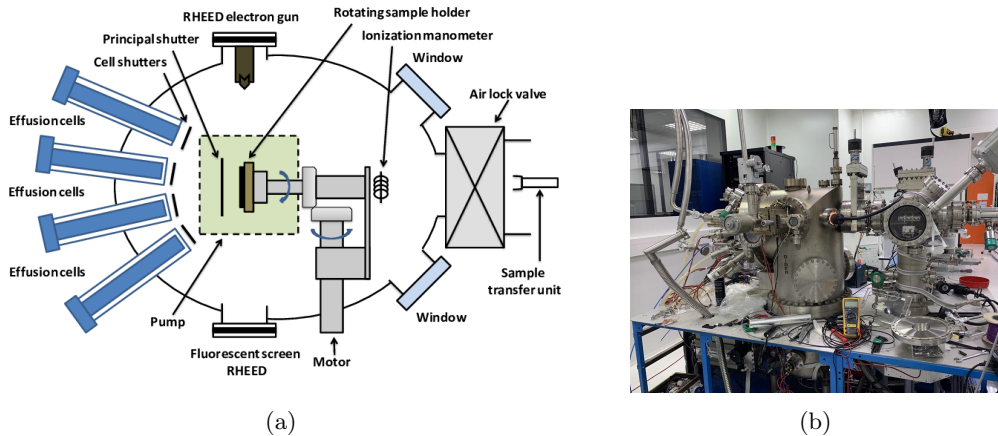 RHEED electron gun
Rotating sample holder
Principal shutter
Ionization manometer
Cell shutters
Window
Air lock valve
Effusion cells
Effusion cells
Effusion cells
Sample
transfer unit
Pump
Window
Fluorescent screen
RHEED
Motor
(a)
(b)